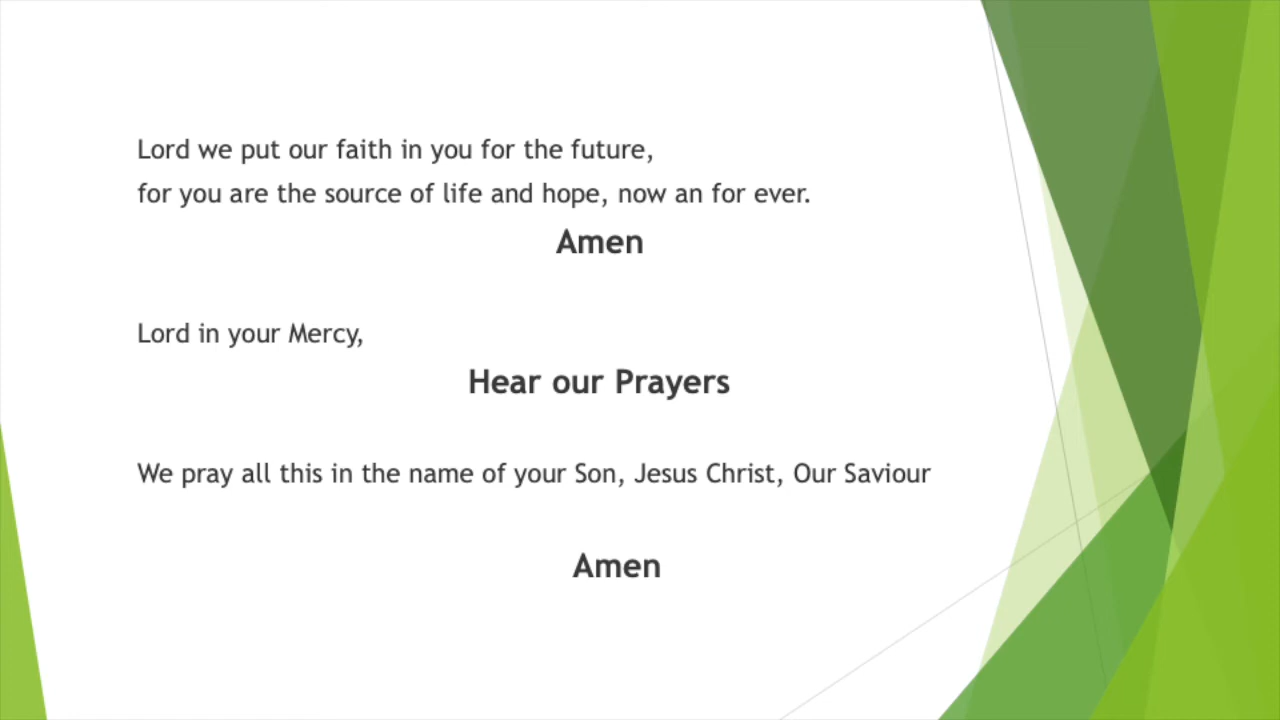 Lord we put our faith in you for the future,
for you are the source of life and hope, now an for ever.
Amen
Lord in your Mercy,
Hear our Prayers
We pray all this in the name of your Son, Jesus Christ, Our Saviour
Amen